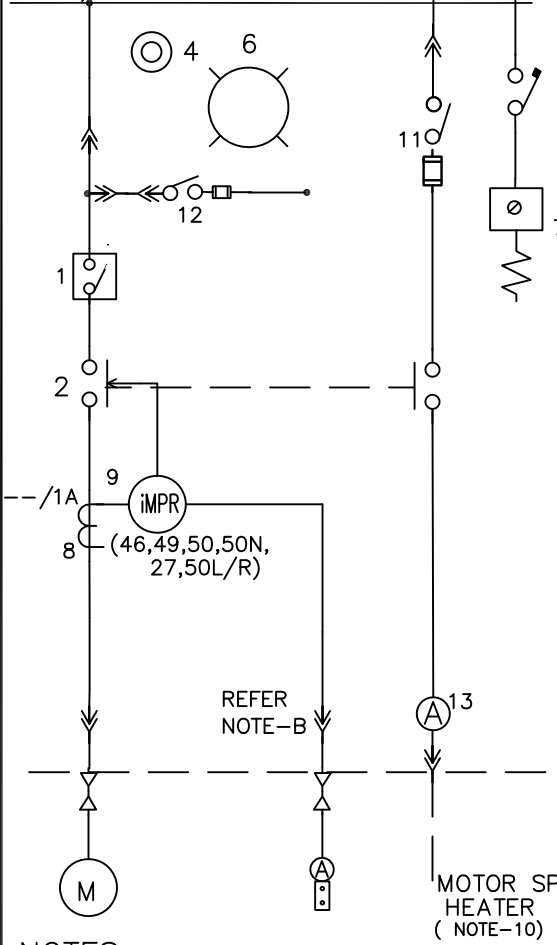 6
4
11
12
1
2
9
--/1A
iMPR
8
(46,49,50,50N,
27,50L/R)
REFER
NOTE-B
A
13
A
M
MOTOR SP
HEATER
( NOTE-10)